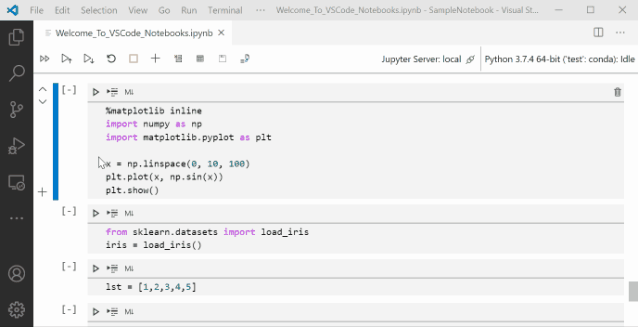 File Edit Selection View Go Run Terminal ··· Welcome_To_VSCode_Notebooks.ipynb - SampleNotebook - Visual St...
Welcome_To_VSCode_Notebooks.ipynb
Jupyter Server: local Python 3.7.4 64-bit ('test': conda): Idle
[-]
M↓
%matplotlib inline
import numpy as np
import matplotlib.pyplot as plt
x = np.linspace(0, 10, 100)
plt.plot(x, np.sin(x))
plt.show()
[-]
M↓
from sklearn.datasets import load_iris
iris = load_iris()
[-]
M↓
lst = [1,2,3,4,5]
[-]
M↓